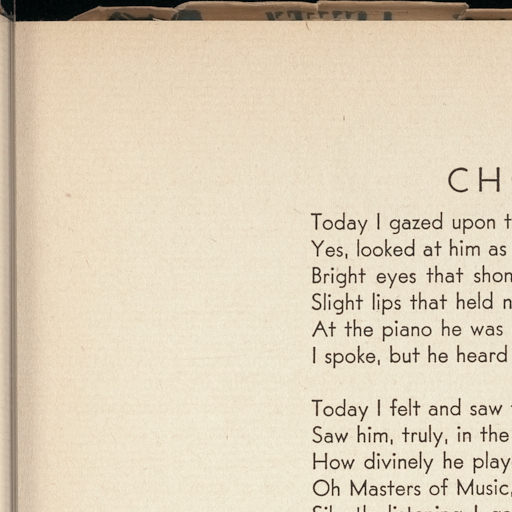 CH
Today I gazed upon
Yes, looked at him as
Bright eyes that shon
Slight lips that held
At the piano he was
I spoke, but he heard
Today I felt and saw
Saw him, truly, in the
How divinely he play
Oh Masters of Music,